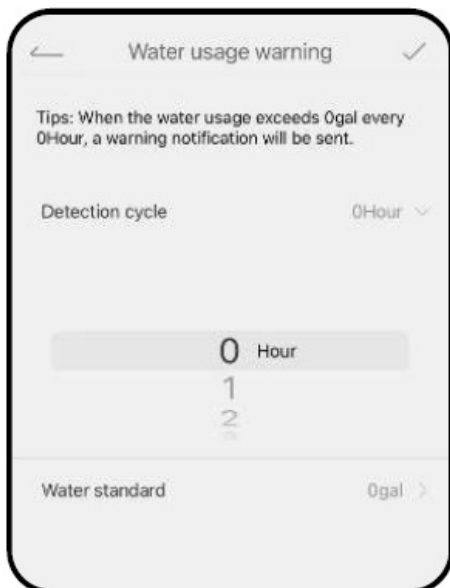 Water usage warning
Tips: When the water usage exceeds 0gal every
0Hour, a warning notification will be sent.
Detection cycle 0Hour
0 Hour
1
2
Water standard 0gal